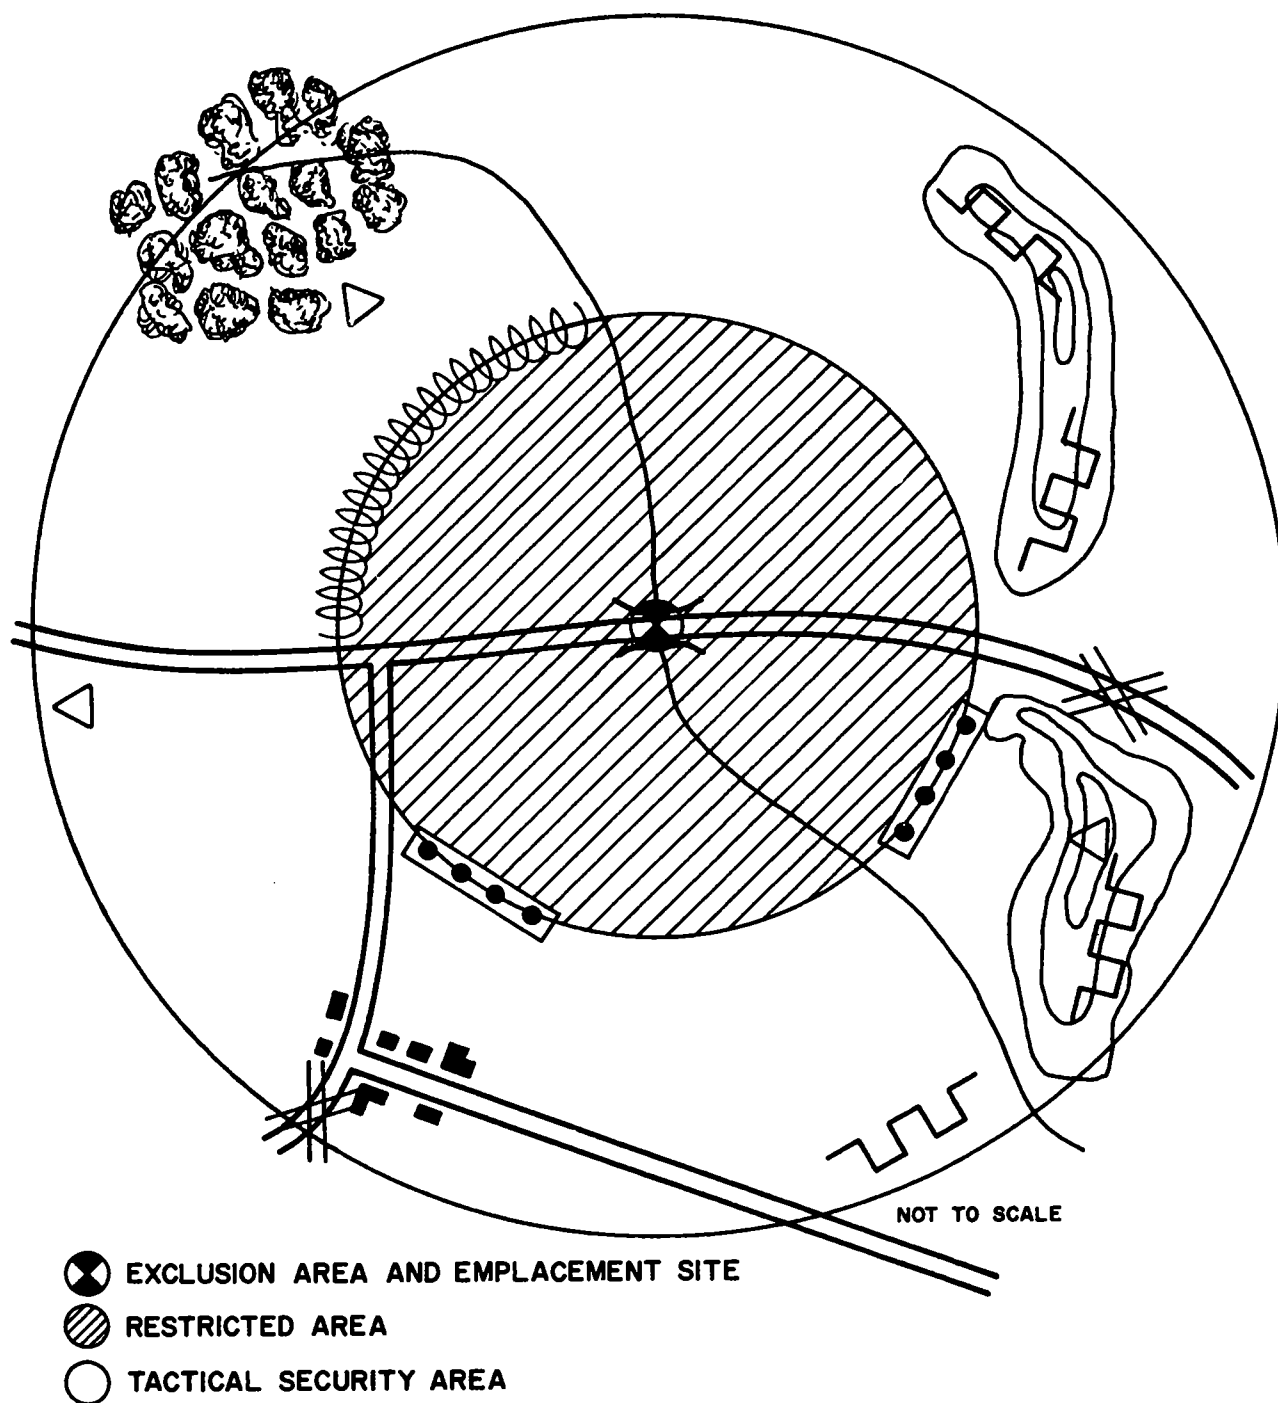 NOT TO SCALE
EXCLUSION AREA AND EMPLACEMENT SITE
RESTRICTED AREA
TACTICAL SECURITY AREA